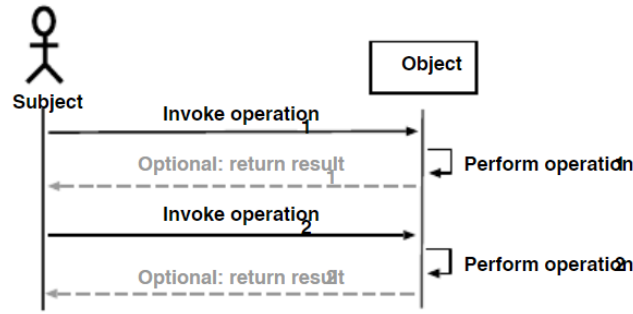 Object
Subject
Invoke operation
1
Optional: return result
1
Perform operation
1
Invoke operation
2
Perform operation
2
Optional: return result
2